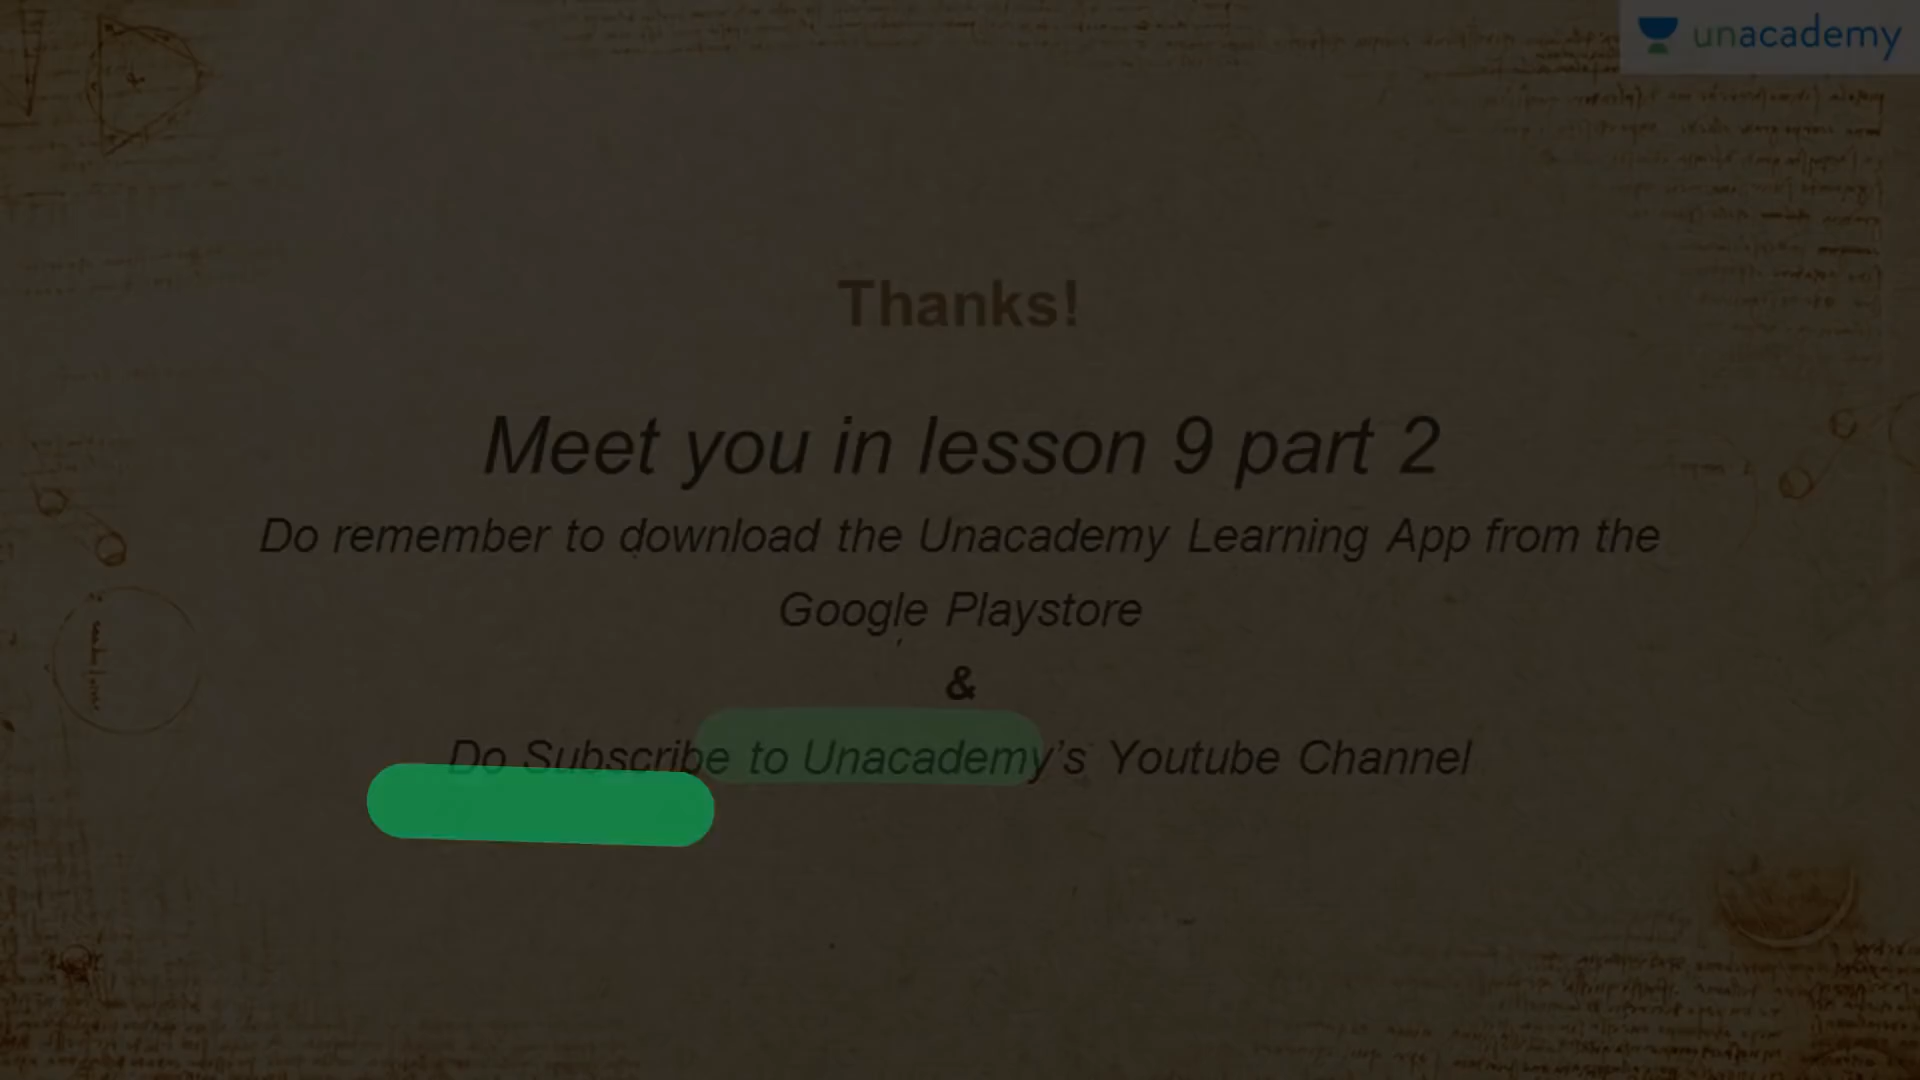 unacademy
Thanks!
Meet you in lesson 9 part 2
Do remember to download the Unacademy Learning App from the
Google Playstore
&
Do Subscribe to Unacademy's Youtube Channel